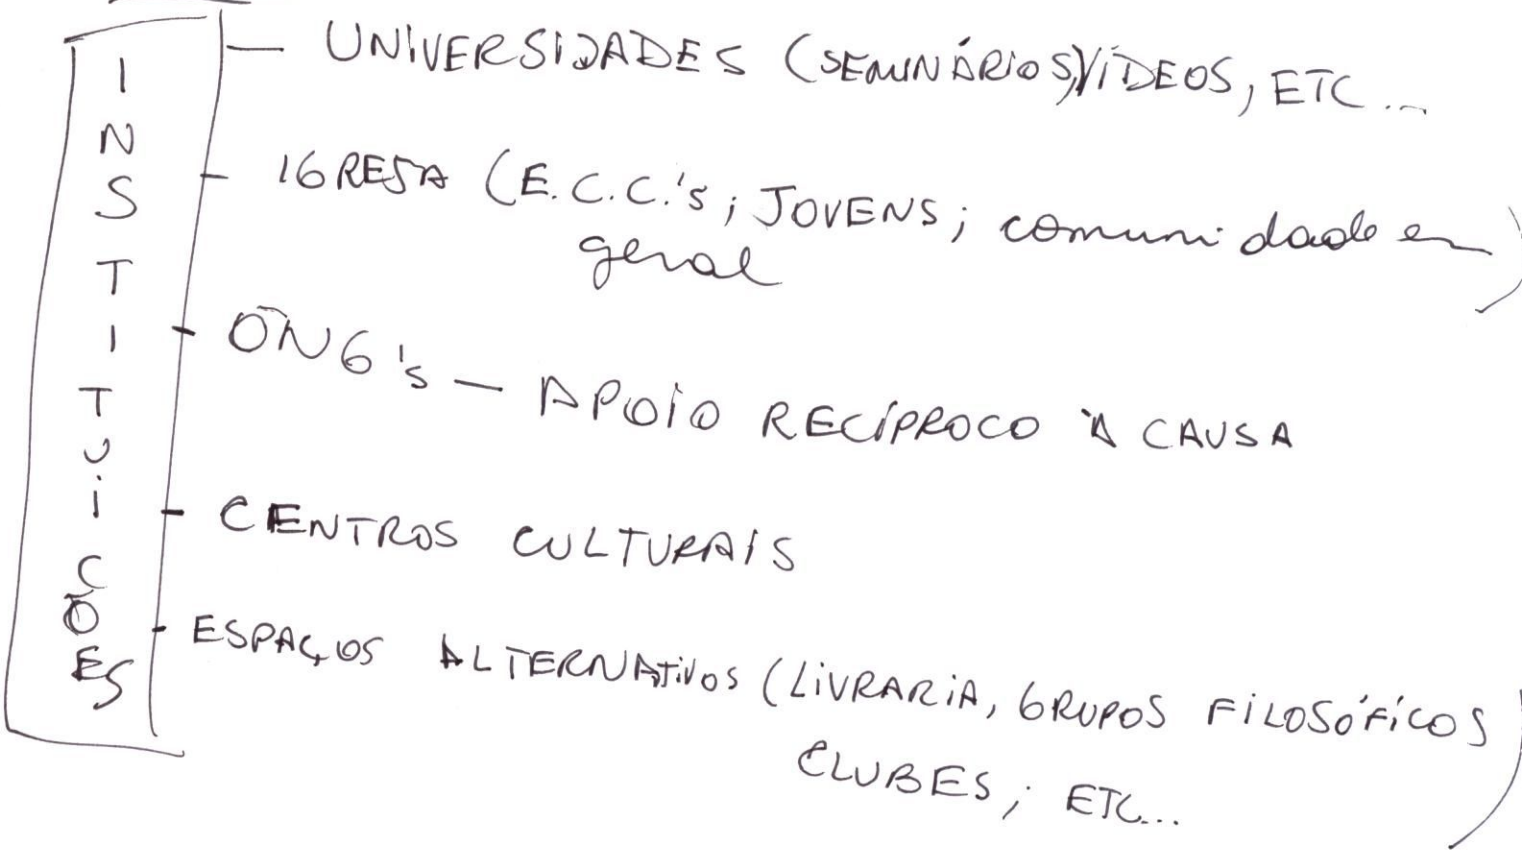 INSTITUIÇÕES
— UNIVERSIDADES (SEMINÁRIOS, VÍDEOS, ETC...
- IGREJA (E.C.C.'s; JOVENS; comunidade em
geral)
- ONG's — APOIO RECÍPROCO À CAUSA
- CENTROS CULTURAIS
- ESPAÇOS ALTERNATIVOS (LIVRARIA, GRUPOS FILOSÓFICOS
CLUBES; ETC...)